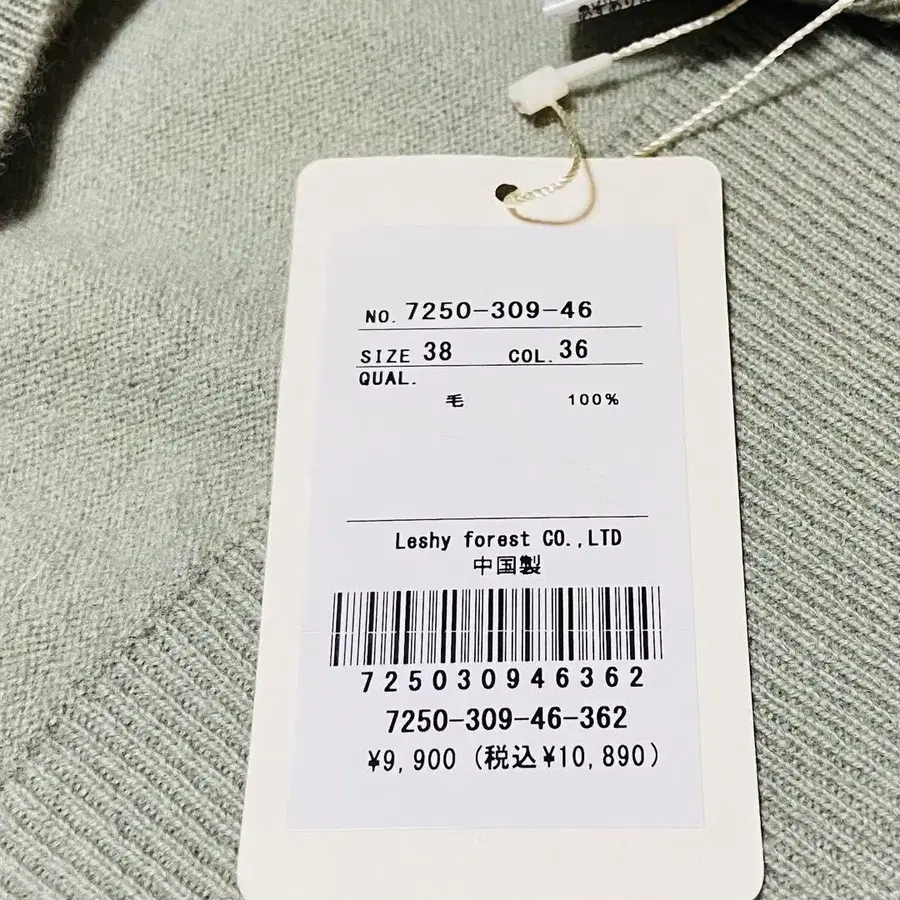 NO. 7250-309-46
SIZE 38 COL. 36
QUAL.
毛 100%
Leshy forest CO.,LTD
中国製
725030946362
7250-309-46-362
¥9,900 (税込¥10,890)